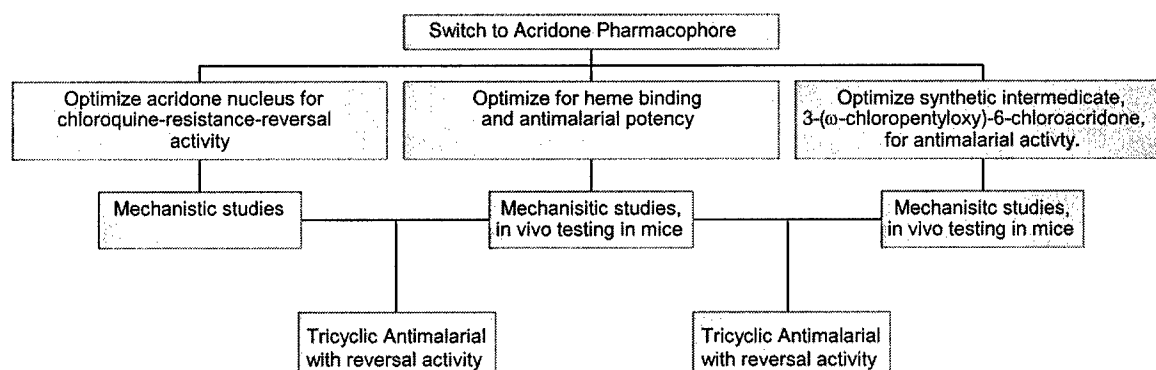 Switch to Acridone Pharmacophore
Optimize acridone nucleus for
chloroquine-resistance-reversal
activity
Optimize for heme binding
and antimalarial potency
Optimize synthetic intermedicate,
3-(ω-chloropentyloxy)-6-chloroacridone,
for antimalarial activty.
Mechanistic studies
Mechanisitic studies,
in vivo testing in mice
Mechanisitc studies,
in vivo testing in mice
Tricyclic Antimalarial
with reversal activity
Tricyclic Antimalarial
with reversal activity